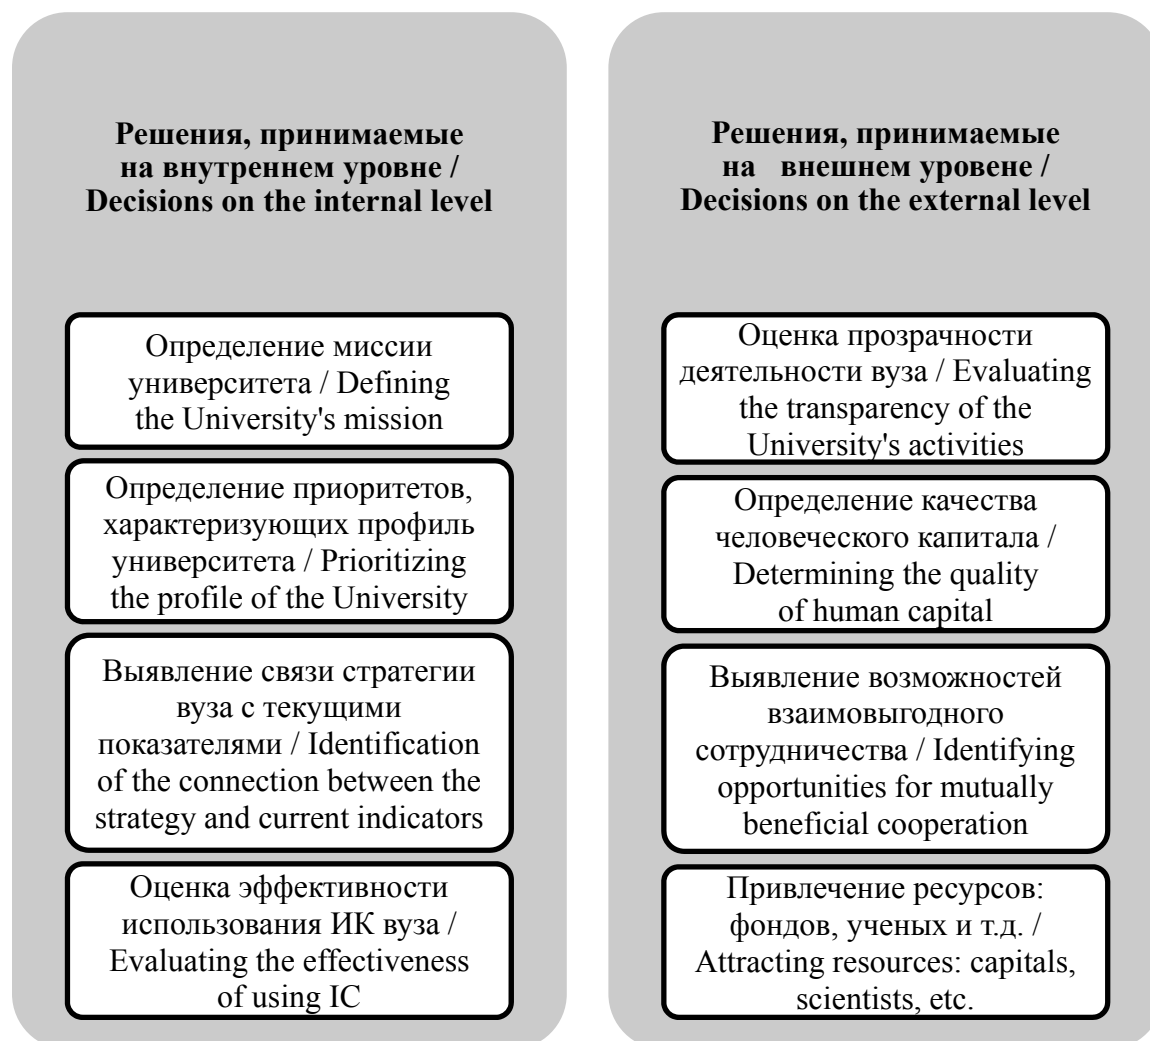 Решения, принимаемые
на внутреннем уровне /
Decisions on the internal level
Определение миссии
университета / Defining
the University's mission
Определение приоритетов,
характеризующих профиль
университета / Prioritizing
the profile of the University
Выявление связи стратегии
вуза с текущими
показателями / Identification
of the connection between the
strategy and current indicators
Оценка эффективности
использования ИК вуза /
Evaluating the effectiveness
of using IC
Решения, принимаемые
на внешнем уровене /
Decisions on the external level
Оценка прозрачности
деятельности вуза / Evaluating
the transparency of the
University's activities
Определение качества
человеческого капитала /
Determining the quality
of human capital
Выявление возможностей
взаимовыгодного
сотрудничества / Identifying
opportunities for mutually
beneficial cooperation
Привлечение ресурсов:
фондов, ученых и т.д. /
Attracting resources: capitals,
scientists, etc.